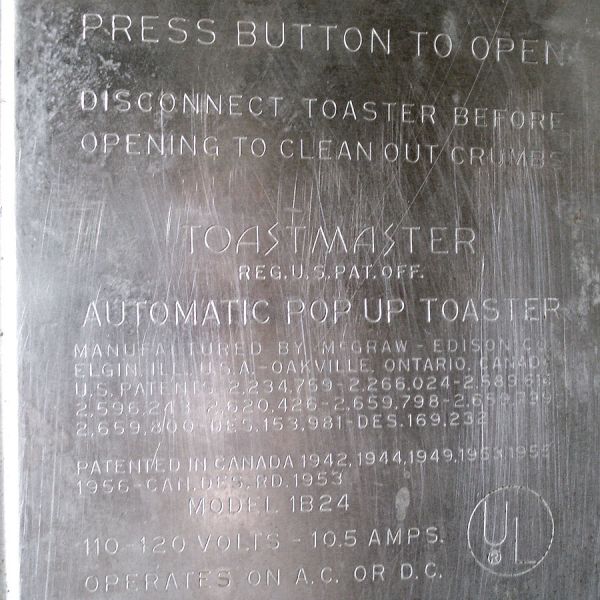 PRESS BUTTON TO OPEN
DISCONNECT TOASTER BEFORE
OPENING TO CLEAN OUT CRUMBS
TOASTMASTER
REG. U.S. PAT. OFF.
AUTOMATIC POP UP TOASTER
MANUFACTURED BY McGRAW - EDISON CO.
ELGIN, ILL., U.S.A. - OAKVILLE, ONTARIO, CANADA
U.S. PATENTS 2,234,759 - 2,266,024 -
2,620,426 - 2,659,798 -
2,659,800 - DES. 153,981 - DES. 169,232
PATENTED IN CANADA 1942, 1944, 1949, 1953, 1955
1956 - CAN. DES. RD. 1953
MODEL 1B24
110-120 VOLTS - 10.5 AMPS.
OPERATES ON A.C. OR D.C.
UL
®